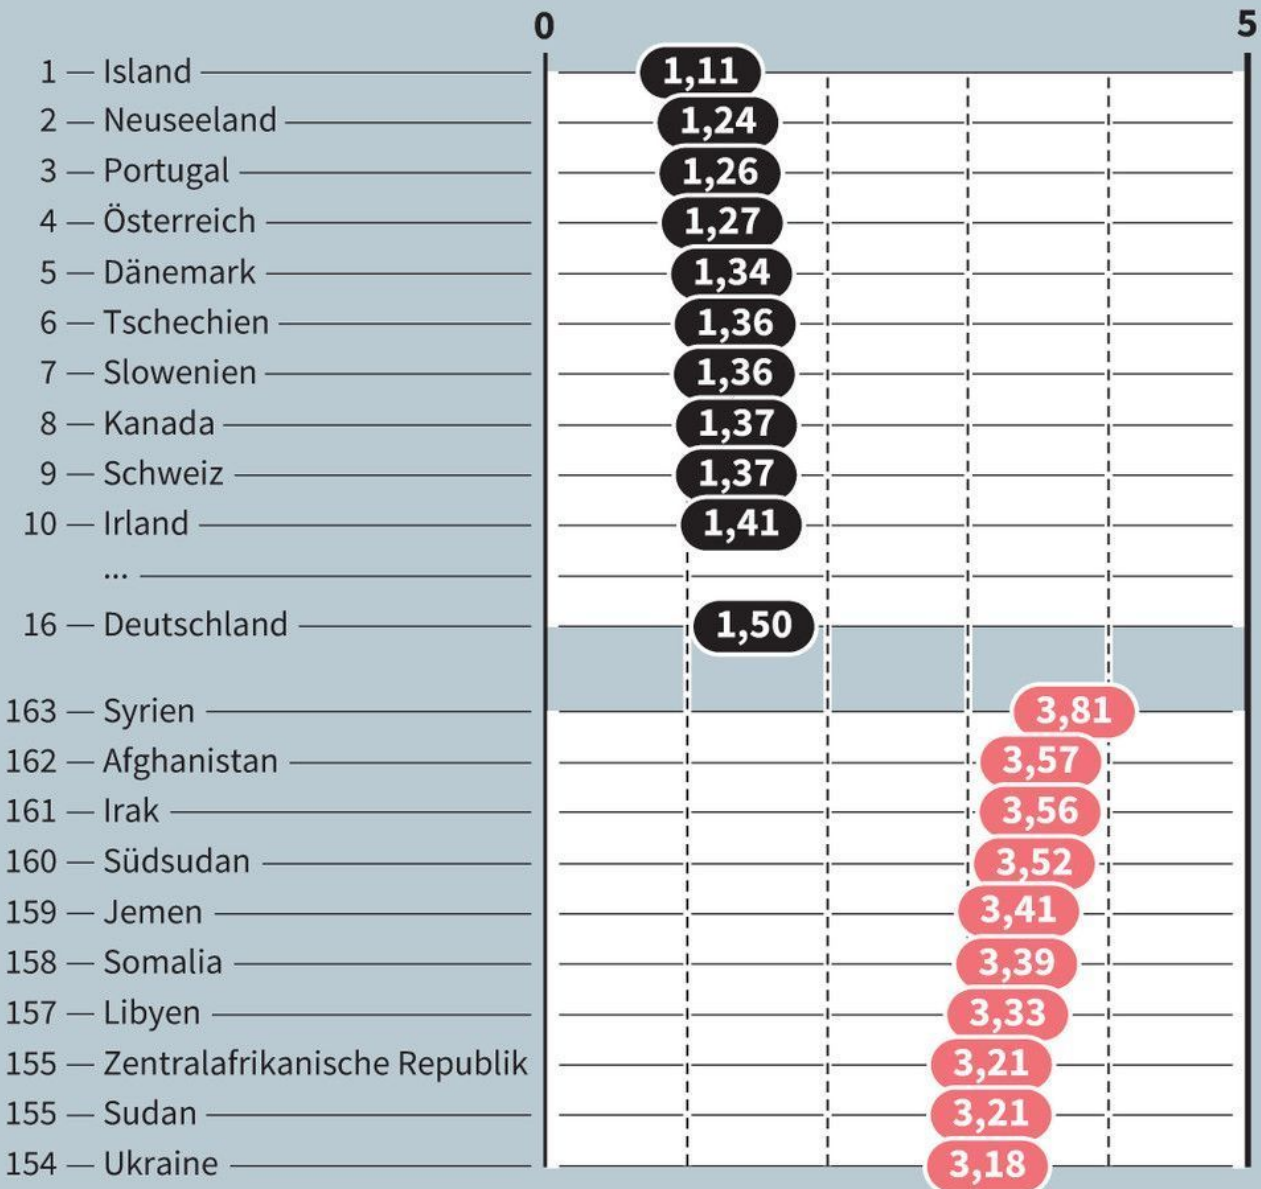 0 5
1 — Island 1,11
2 — Neuseeland 1,24
3 — Portugal 1,26
4 — Österreich 1,27
5 — Dänemark 1,34
6 — Tschechien 1,36
7 — Slowenien 1,36
8 — Kanada 1,37
9 — Schweiz 1,37
10 — Irland 1,41
...
16 — Deutschland 1,50
163 — Syrien 3,81
162 — Afghanistan 3,57
161 — Irak 3,56
160 — Südsudan 3,52
159 — Jemen 3,41
158 — Somalia 3,39
157 — Libyen 3,33
155 — Zentralafrikanische Republik 3,21
155 — Sudan 3,21
154 — Ukraine 3,18